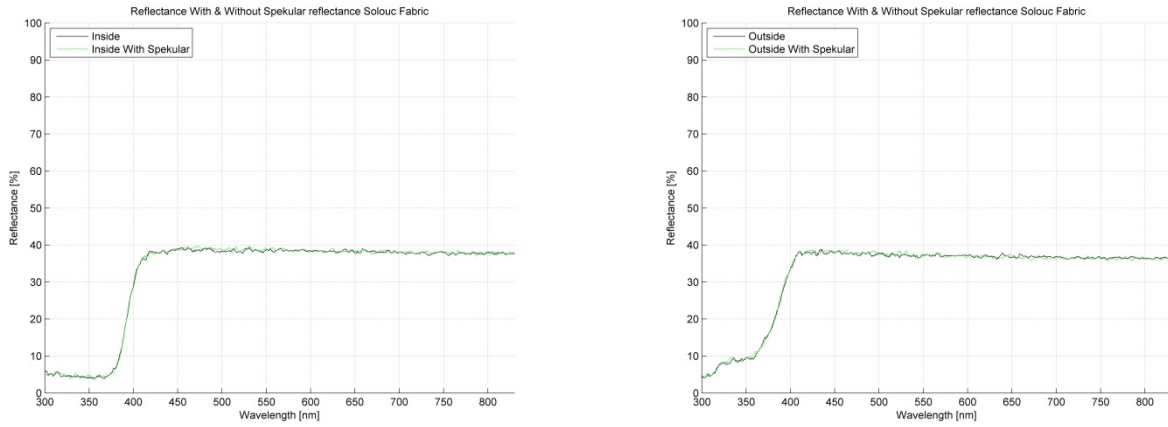 Reflectance With & Without Spekular reflectance Solouc Fabric
Inside
Inside With Spekular
100
90
80
70
60
50
40
30
20
10
0
Reflectance [%]
300 350 400 450 500 550 600 650 700 750 800
Wavelength [nm]
Reflectance With & Without Spekular reflectance Solouc Fabric
Outside
Outside With Spekular
100
90
80
70
60
50
40
30
20
10
0
Reflectance [%]
300 350 400 450 500 550 600 650 700 750 800
Wavelength [nm]